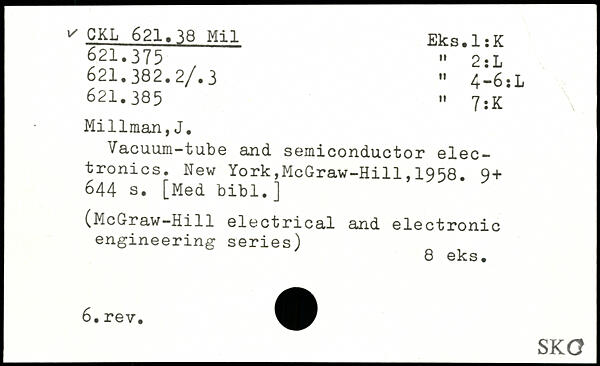 ✓ CKL 621.38 Mil Eks.1:K
621.375 " 2:L
621.382.2/.3 " 4-6:L
621.385 " 7:K
Millman,J.
Vacuum-tube and semiconductor elec-
tronics. New York,McGraw-Hill,1958. 9+
644 s. [Med bibl.]
(McGraw-Hill electrical and electronic
engineering series)
8 eks.
6.rev.
SKC